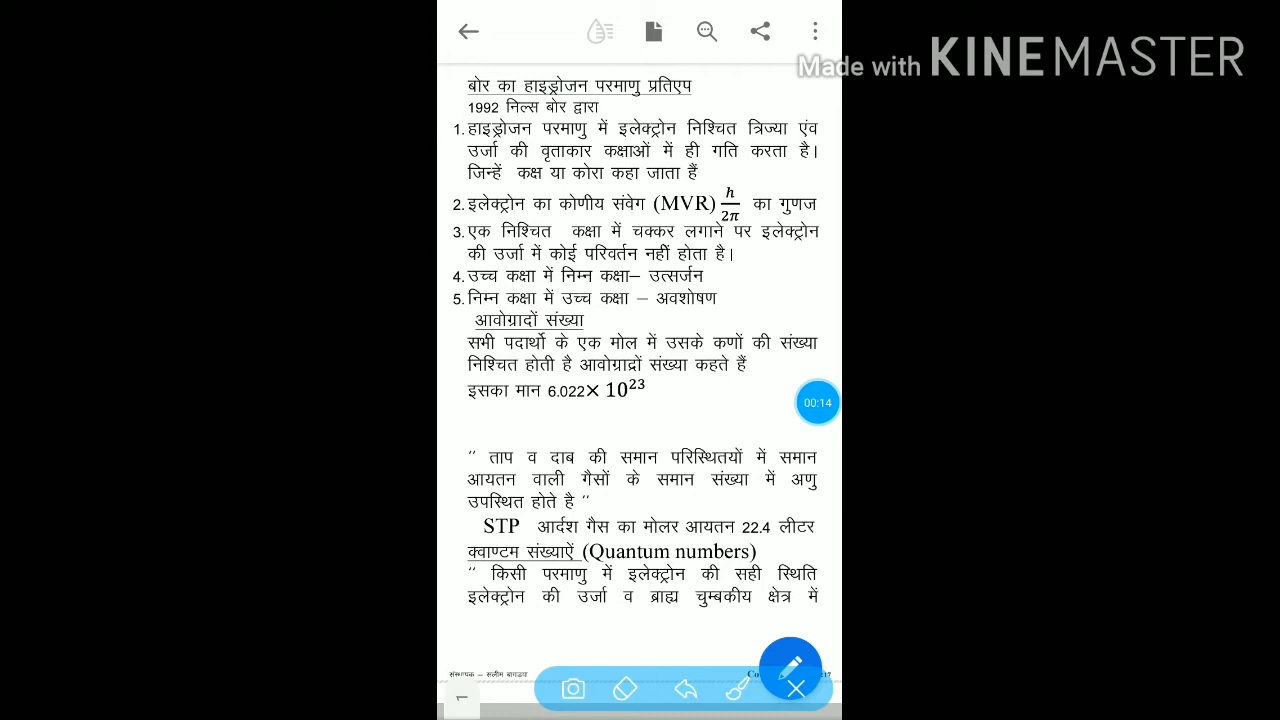 Made with KINEMASTER
बोर का हाइड्रोजन परमाणु प्रतिएप
1992 निल्स बोर द्वारा
1. हाइड्रोजन परमाणु में इलेक्ट्रोन निश्चित त्रिज्या एंव
उर्जा की वृताकार कक्षाओं में ही गति करता है।
जिन्हें कक्ष या कोरा कहा जाता हैं
2. इलेक्ट्रोन का कोणीय संवेग (MVR) h/2π का गुणज
3. एक निश्चित कक्षा में चक्कर लगाने पर इलेक्ट्रोन
की उर्जा में कोई परिवर्तन नहीं होता है।
4. उच्च कक्षा में निम्न कक्षा– उत्सर्जन
5. निम्न कक्षा में उच्च कक्षा – अवशोषण
आवोग्रादों संख्या
सभी पदार्थो के एक मोल में उसके कणों की संख्या
निश्चित होती है आवोग्राद्रों संख्या कहते हैं
इसका मान 6.022× 10²³
00:14
‘‘ ताप व दाब की समान परिस्थितयों में समान
आयतन वाली गैसों के समान संख्या में अणु
उपस्थित होते है ‘‘
STP आर्दश गैस का मोलर आयतन 22.4 लीटर
क्वाण्टम संख्याऐं (Quantum numbers)
‘‘ किसी परमाणु में इलेक्ट्रोन की सही स्थिति
इलेक्ट्रोन की उर्जा व ब्राह्य चुम्बकीय क्षेत्र में
संस्थापक – सलीम